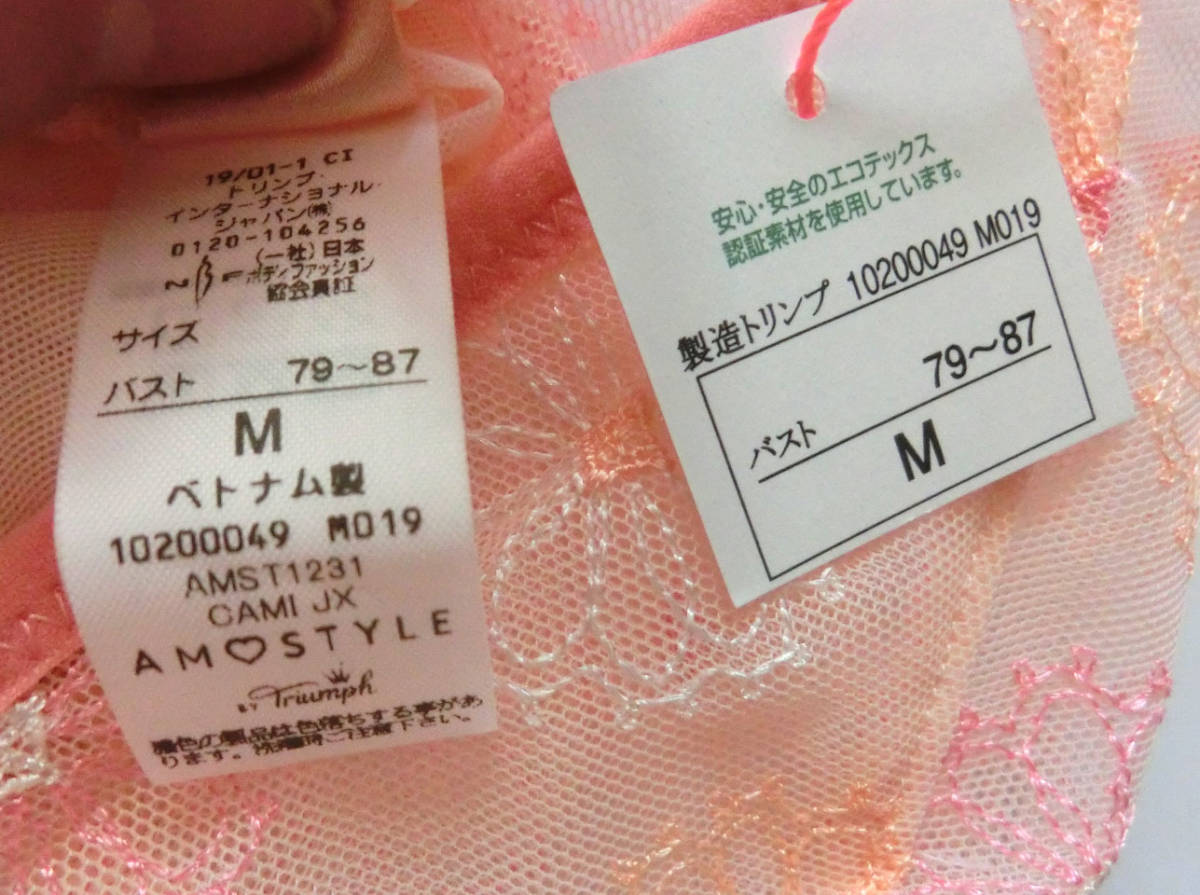 19/01-1 CI
トリンプ・
インターナショナル・
ジャパン(株)
0120-104256
(一社)日本
ボディファッション
協会員証
サイズ
バスト 79～87
M
ベトナム製
10200049 M019
AMST1231
CAMI JX
AM♡STYLE
BY Triumph
濃色の製品は色落ちする事があ
ります。洗濯時ご注意下さい。
安心・安全のエコテックス
認証素材を使用しています。
製造トリンプ 10200049 M019
バスト 79～87
M